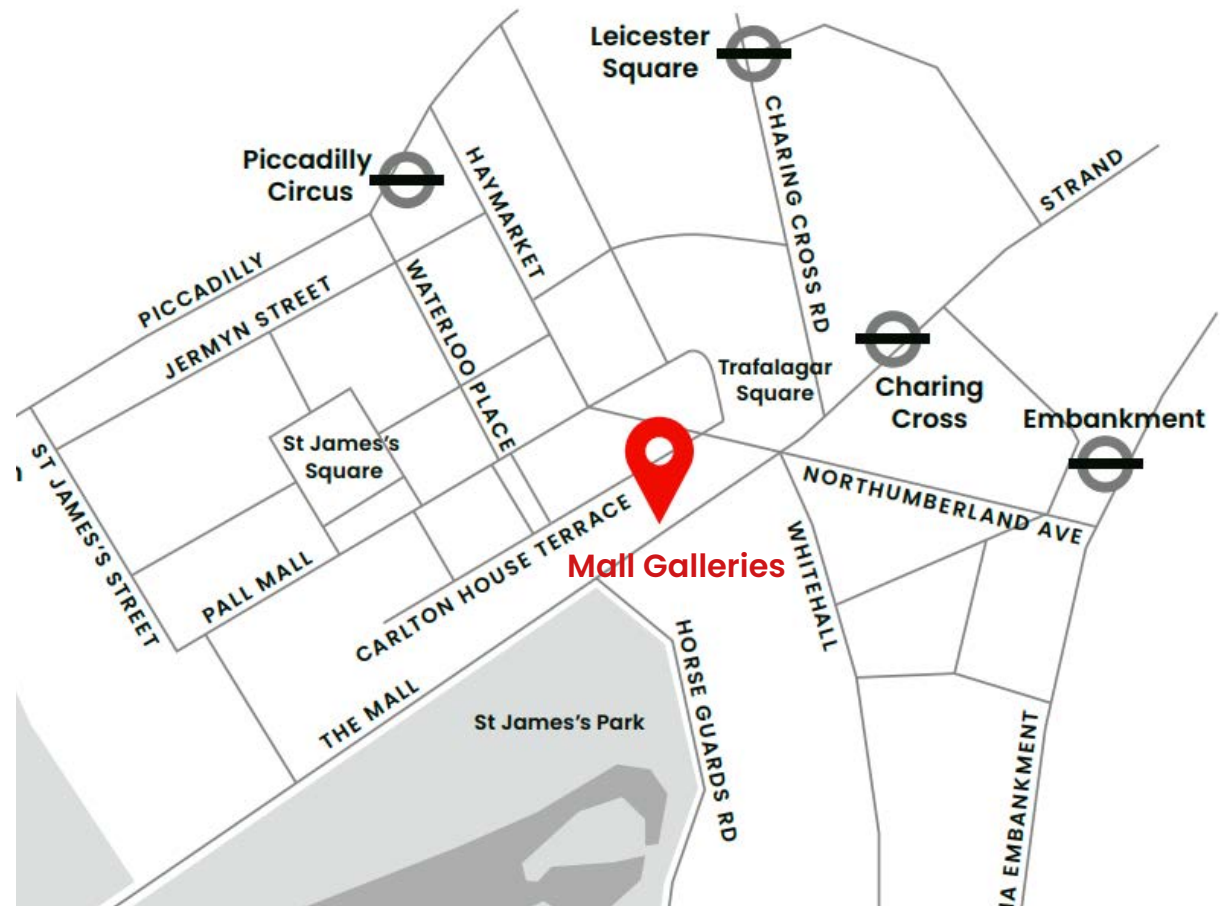 Leicester
Square
Piccadilly
Circus
HAYMARKET
CHARING CROSS RD
STRAND
PICCADILLY
JERMYN STREET
WATERLOO PLACE
Trafalagar
Square
Charing
Cross
Embankment
St James's
Square
ST JAMES'S STREET
PALL MALL
CARLTON HOUSE TERRACE
Mall Galleries
NORTHUMBERLAND AVE
WHITEHALL
THE MALL
St James's Park
HORSE GUARDS RD
EMBANKMENT